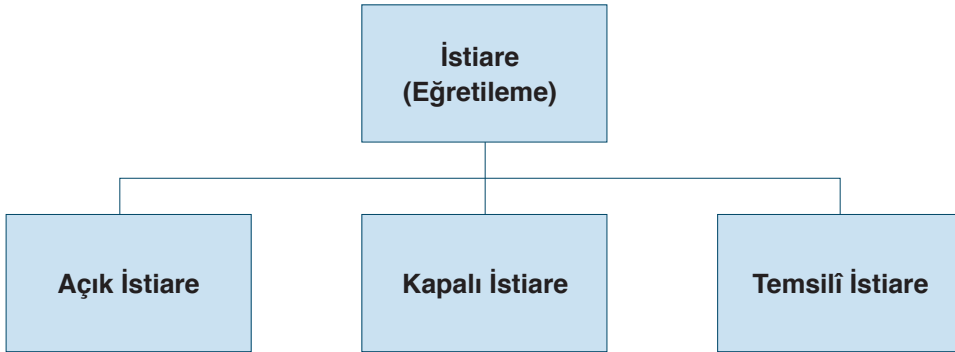 İstiare
(Eğretileme)
Açık İstiare
Kapalı İstiare
Temsilî İstiare